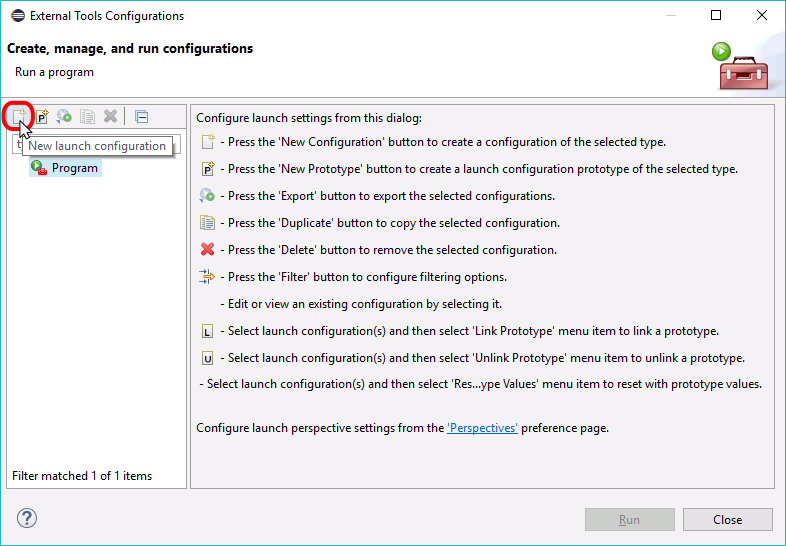 External Tools Configurations
Create, manage, and run configurations
Run a program
P
New launch configuration
Program
Filter matched 1 of 1 items
Configure launch settings from this dialog:
- Press the 'New Configuration' button to create a configuration of the selected type.
P - Press the 'New Prototype' button to create a launch configuration prototype of the selected type.
- Press the 'Export' button to export the selected configurations.
- Press the 'Duplicate' button to copy the selected configuration.
- Press the 'Delete' button to remove the selected configuration.
- Press the 'Filter' button to configure filtering options.
- Edit or view an existing configuration by selecting it.
L - Select launch configuration(s) and then select 'Link Prototype' menu item to link a prototype.
U - Select launch configuration(s) and then select 'Unlink Prototype' menu item to unlink a prototype.
- Select launch configuration(s) and then select 'Res...ype Values' menu item to reset with prototype values.
Configure launch perspective settings from the 'Perspectives' preference page.
?
Run
Close